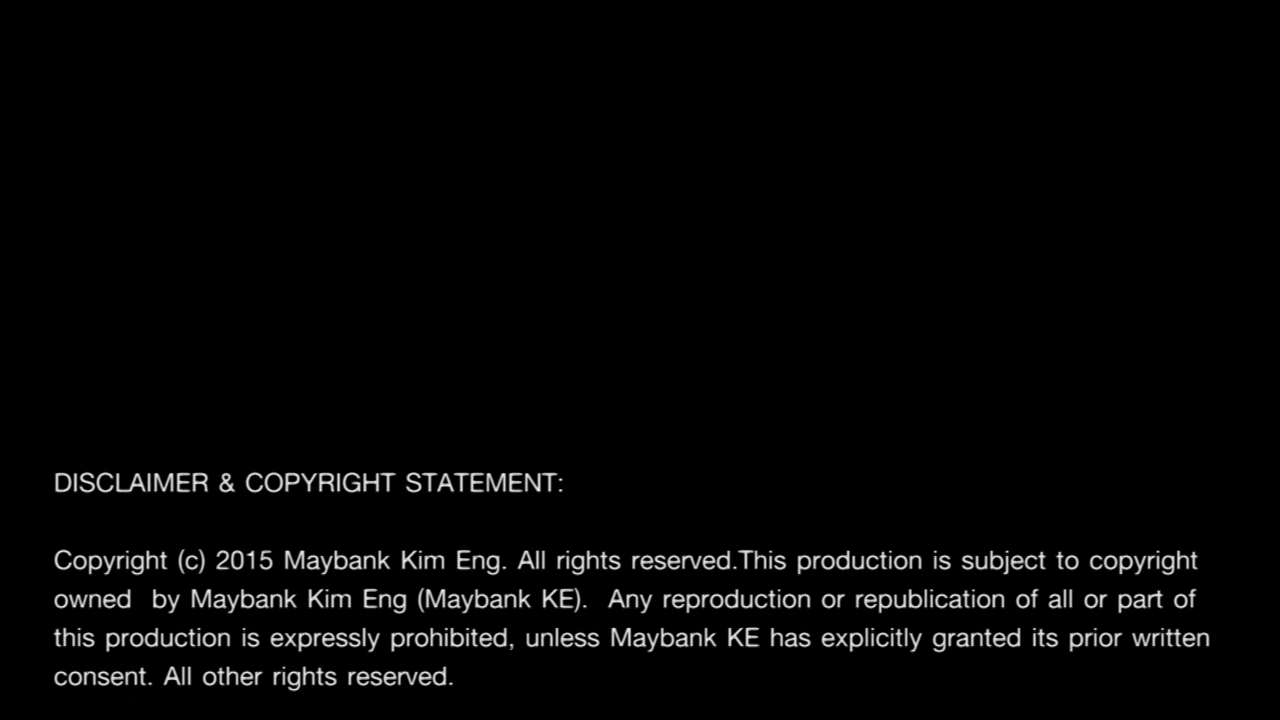 DISCLAIMER & COPYRIGHT STATEMENT:
Copyright (c) 2015 Maybank Kim Eng. All rights reserved.This production is subject to copyright
owned  by Maybank Kim Eng (Maybank KE).  Any reproduction or republication of all or part of
this production is expressly prohibited, unless Maybank KE has explicitly granted its prior written
consent. All other rights reserved.